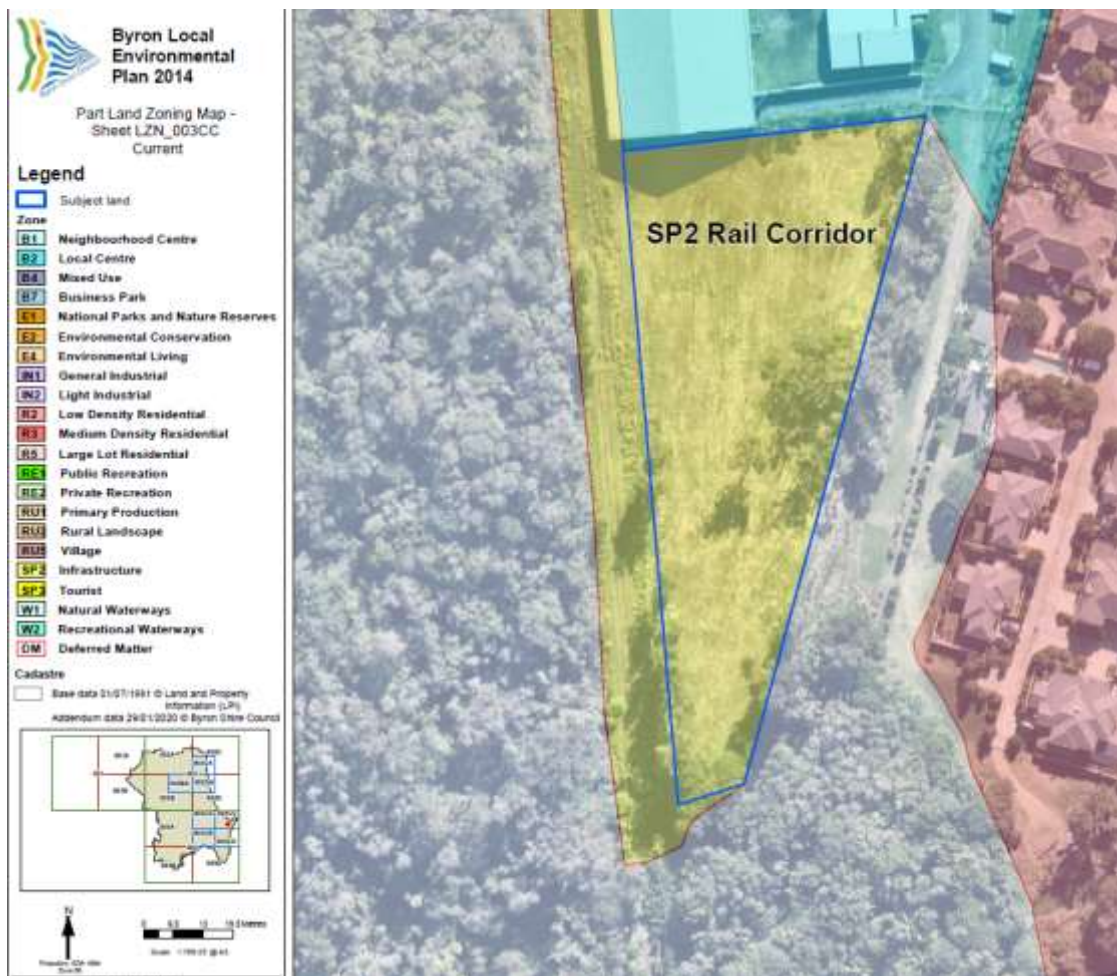 Byron Local
Environmental
Plan 2014
Part Land Zoning Map -
Sheet LZN_003CC
Current
Legend
Subject land
Zone
B1 Neighbourhood Centre
B2 Local Centre
B4 Mixed Use
B7 Business Park
E1 National Parks and Nature Reserves
E2 Environmental Conservation
E4 Environmental Living
IN1 General Industrial
IN2 Light Industrial
R2 Low Density Residential
R3 Medium Density Residential
R5 Large Lot Residential
RE1 Public Recreation
RE2 Private Recreation
RU1 Primary Production
Rural Landscape
RU5 Village
SP2 Infrastructure
SP3 Tourist
W1 Natural Waterways
W2 Recreational Waterways
DM Deferred Matter
Cadastre
Base data 01/07/1991 © Land and Property
Information (LPI)
Addendum data 29/01/2020 © Byron Shire Council
N
Metres
Scale
SP2 Rail Corridor